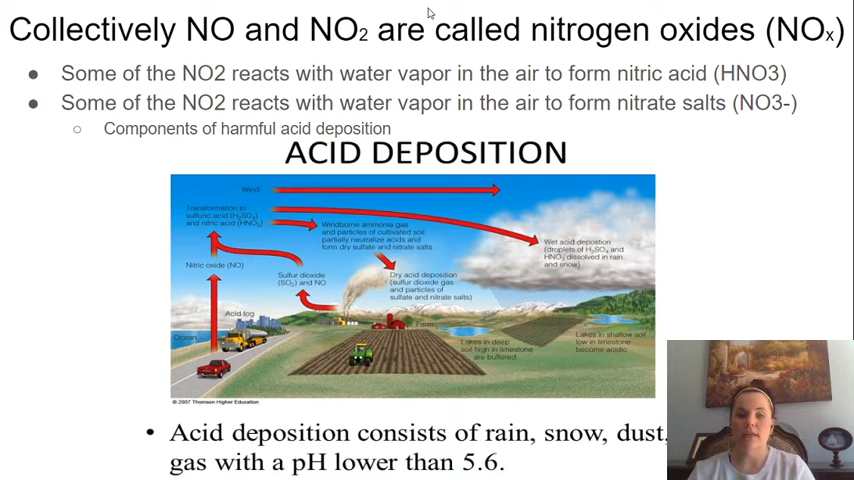 Collectively NO and NO₂ are called nitrogen oxides (NOₓ)
● Some of the NO2 reacts with water vapor in the air to form nitric acid (HNO3)
● Some of the NO2 reacts with water vapor in the air to form nitrate salts (NO3-)
○ Components of harmful acid deposition
ACID DEPOSITION
Wind
Transformation to
sulfuric acid (H₂SO₄)
and nitric acid (HNO₃)
Windborne ammonia gas
and particles of cultivated soil
partially neutralize acids and
form dry sulfate and nitrate salts
Wet acid depostion
(droplets of H₂SO₄ and
HNO₃ dissolved in rain
and snow)
Nitric oxide (NO)
Sulfur dioxide
(SO₂) and NO
Dry acid deposition
(sulfur dioxide gas
and particles of
sulfate and nitrate salts)
Acid fog
Ocean
Farm
Lakes in deep
soil high in limestone
are buffered
Lakes in shallow soil
low in limestone
become acidic
© 2007 Thomson Higher Education
• Acid deposition consists of rain, snow, dust,
gas with a pH lower than 5.6.